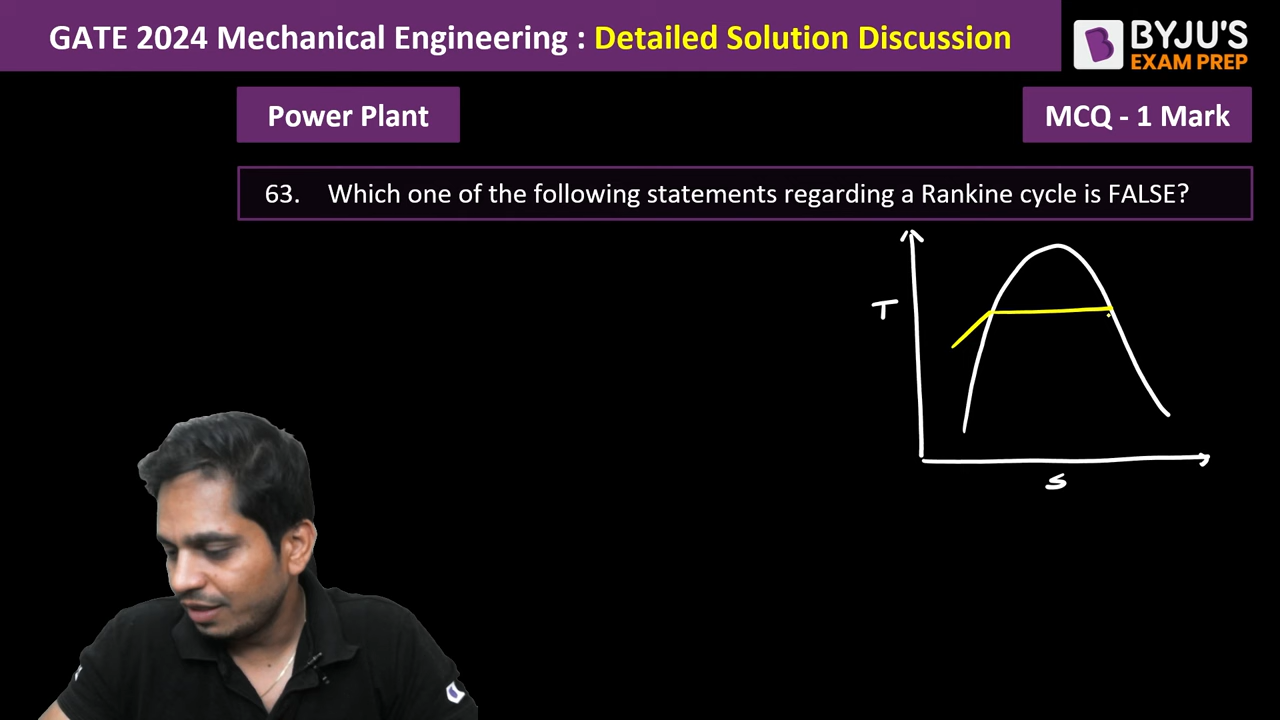 GATE 2024 Mechanical Engineering : Detailed Solution Discussion
BYJU'S
EXAM PREP
Power Plant
MCQ - 1 Mark
63. Which one of the following statements regarding a Rankine cycle is FALSE?
T
S